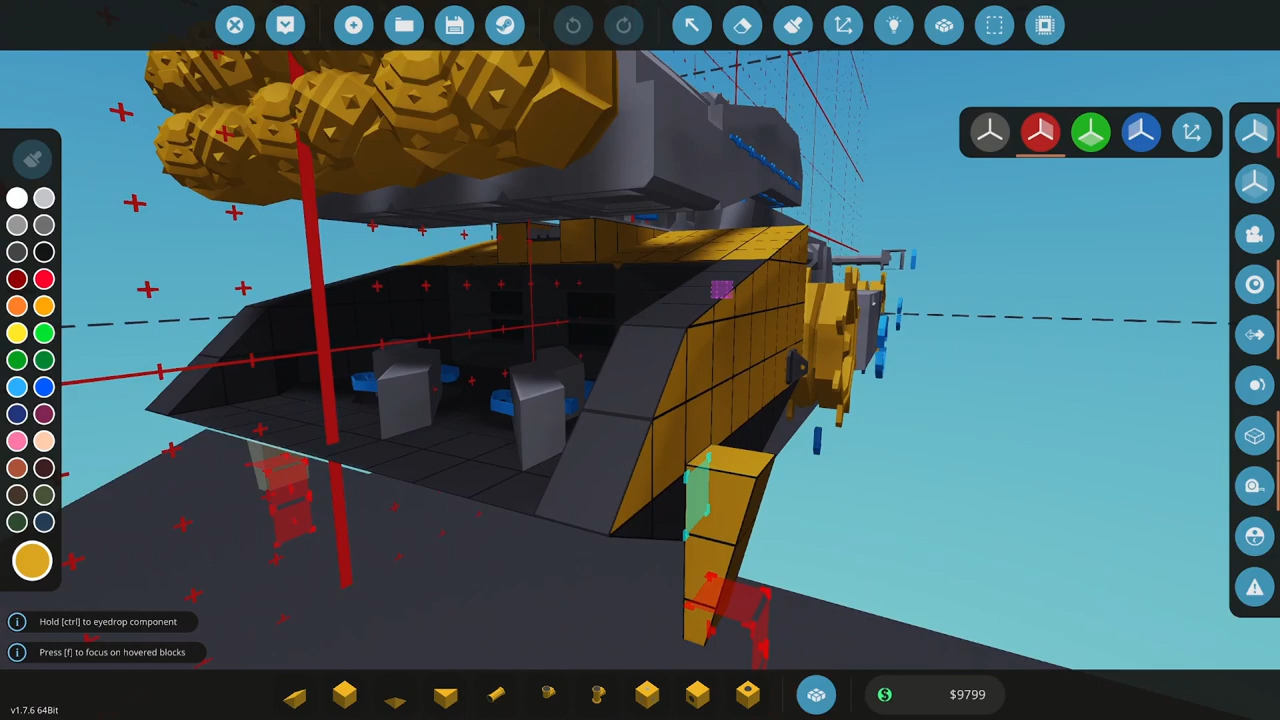 Hold [ctrl] to eyedrop component
Press [f] to focus on hovered blocks
$
$9799
v1.7.6 64Bit